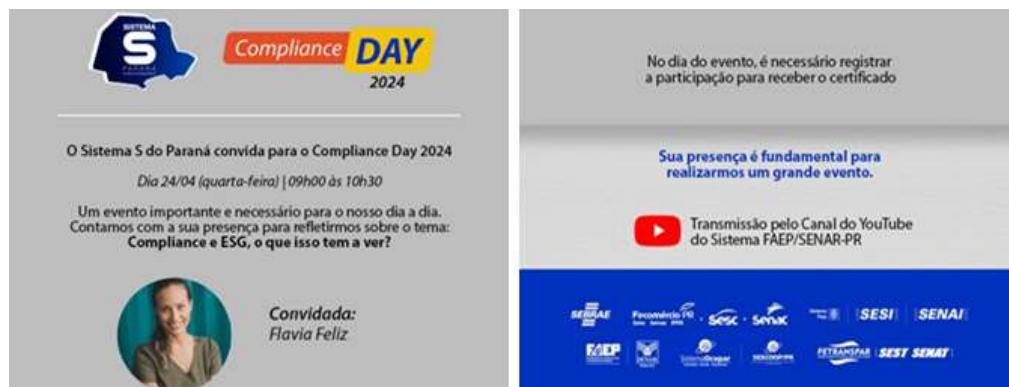 SISTEMA
S
PARANÁ
Compliance DAY
2024
O Sistema S do Paraná convida para o Compliance Day 2024
Dia 24/04 (quarta-feira) | 09h00 às 10h30
Um evento importante e necessário para o nosso dia a dia.
Contamos com a sua presença para refletirmos sobre o tema:
Compliance e ESG, o que isso tem a ver?
Convidada:
Flavia Feliz
No dia do evento, é necessário registrar
a participação para receber o certificado
Sua presença é fundamental para
realizarmos um grande evento.
Transmissão pelo Canal do YouTube
do Sistema FAEP/SENAR-PR
SEBRAE Fecomércio PR Sesc Senac SESI SENAI
FAEP SENAR Sistema Ocepar SESCOOP/PR FETRANSPAR SEST SENAT